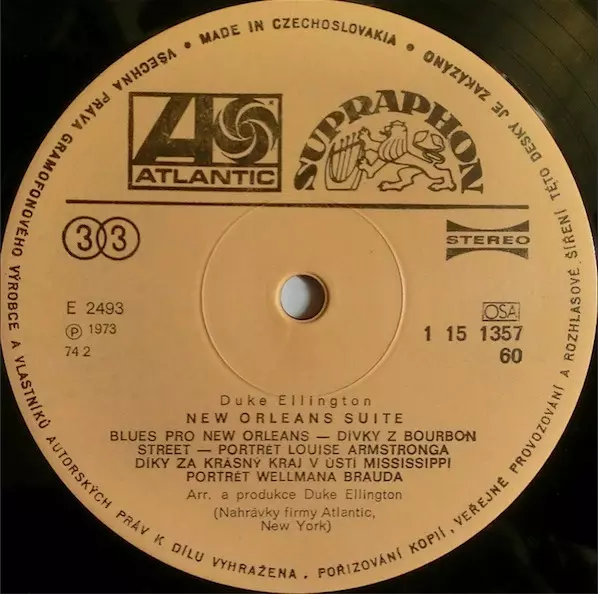 • MADE IN CZECHOSLOVAKIA •
VŠECHNA PRÁVA GRAMOFONOVÉHO VÝROBCE A VLASTNÍKŮ AUTORSKÝCH PRÁV K DÍLU VYHRAŽENA. POŘIZOVÁNÍ KOPIÍ, VEŘEJNÉ PROVOZOVÁNÍ A ROZHLASOVÉ ŠÍŘENÍ TÉTO DESKY JE ZAKÁZÁNO
ATLANTIC
SUPRAPHON
33
STEREO
E 2493
℗ 1973
74 2
OSA
1 15 1357
60
Duke Ellington
NEW ORLEANS SUITE
BLUES PRO NEW ORLEANS — DÍVKY Z BOURBON
STREET — PORTRÉT LOUISE ARMSTRONGA
DÍKY ZA KRÁSNÝ KRAJ V ÚSTÍ MISSISSIPPI
PORTRÉT WELLMANA BRAUDA
Arr. a produkce Duke Ellington
(Nahrávky firmy Atlantic,
New York)